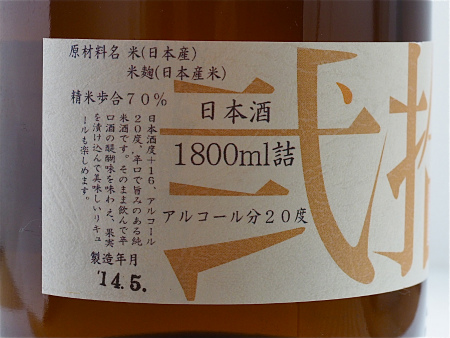 原材料名 米(日本産)
米麹(日本産米)
精米歩合70%
日本酒
1800ml詰
アルコール分20度
日本酒度+16、アルコール
20度、辛口で旨みのある純
米酒です。そのまま飲んで辛
口酒の醍醐味を味わえ、果実
を漬け込んで美味しいリキュ
ールも楽しめます。
製造年月
'14.5.
弐